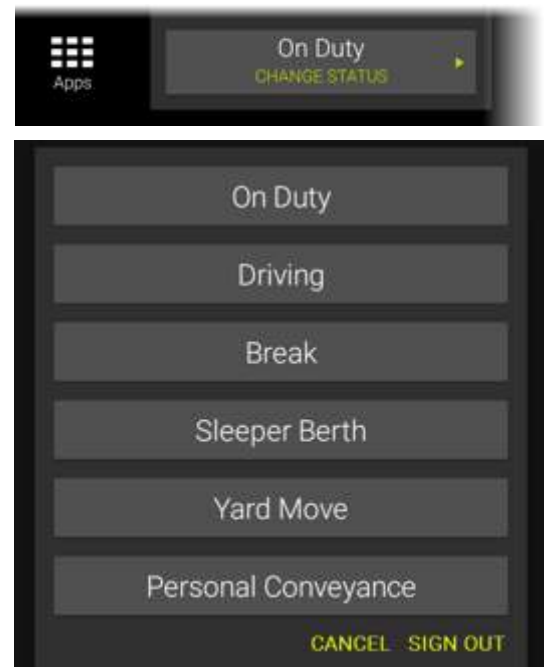 On Duty
CHANGE STATUS
Apps
On Duty
Driving
Break
Sleeper Berth
Yard Move
Personal Conveyance
CANCEL SIGN OUT